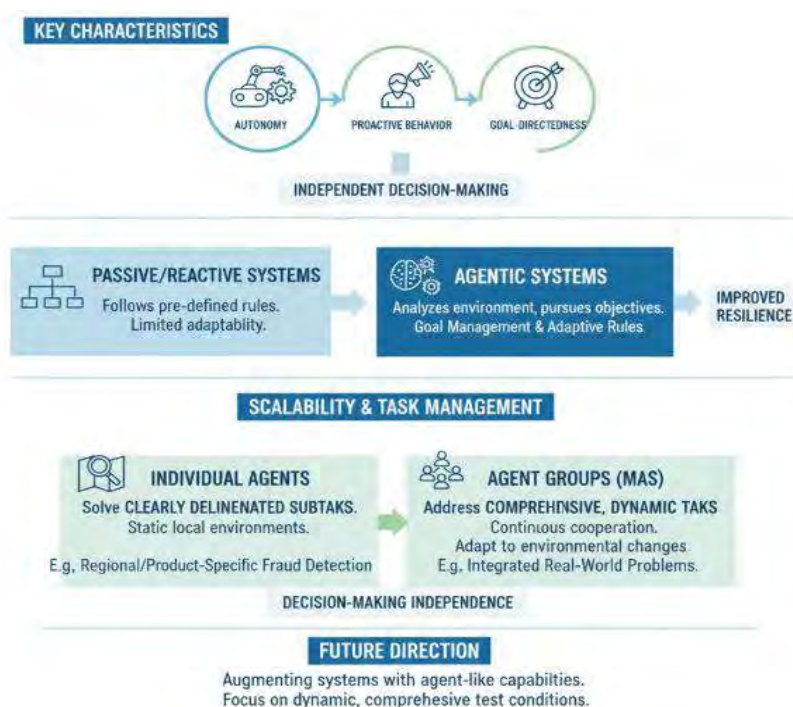 KEY CHARACTERISTICS
AUTONOMY
PROACTIVE BEHAVIOR
GOAL-DIRECTEDNESS
INDEPENDENT DECISION-MAKING
PASSIVE/REACTIVE SYSTEMS
Follows pre-defined rules.
Limited adaptablity.
AGENTIC SYSTEMS
Analyzes environment, pursues objectives.
Goal Management & Adaptive Rules
IMPROVED
RESILIENCE
SCALABILITY & TASK MANAGEMENT
INDIVIDUAL AGENTS
Solve CLEARLY DELINENATED SUBTAKS.
Static local environments.
E.g, Regional/Product-Specific Fraud Detection
AGENT GROUPS (MAS)
Address COMPREHENSIVE, DYNAMIC TAKS
Continuous cooperation.
Adapt to environmental changes
E.g, Integrated Real-World Problems.
DECISION-MAKING INDEPENDENCE
FUTURE DIRECTION
Augmenting systems with agent-like capabilties.
Focus on dynamic, comprehesive test conditions.